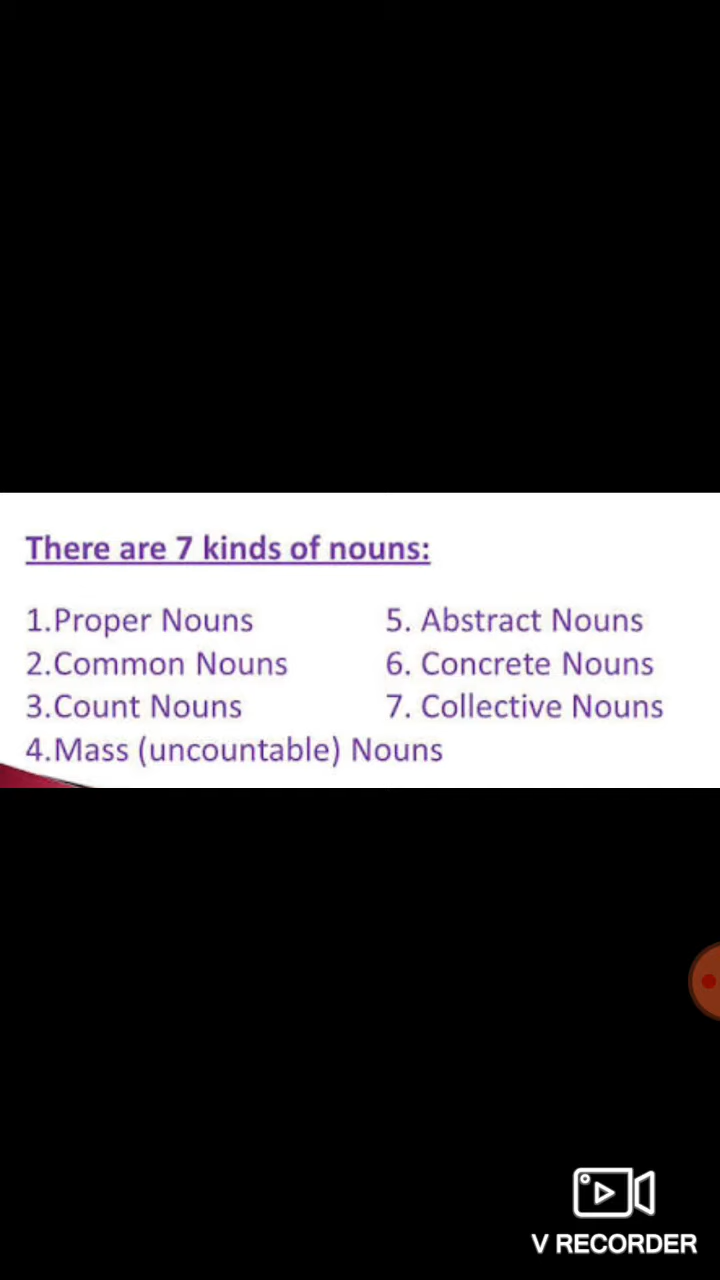 There are 7 kinds of nouns:
1.Proper Nouns
2.Common Nouns
3.Count Nouns
4.Mass (uncountable) Nouns
5. Abstract Nouns
6. Concrete Nouns
7. Collective Nouns
V RECORDER